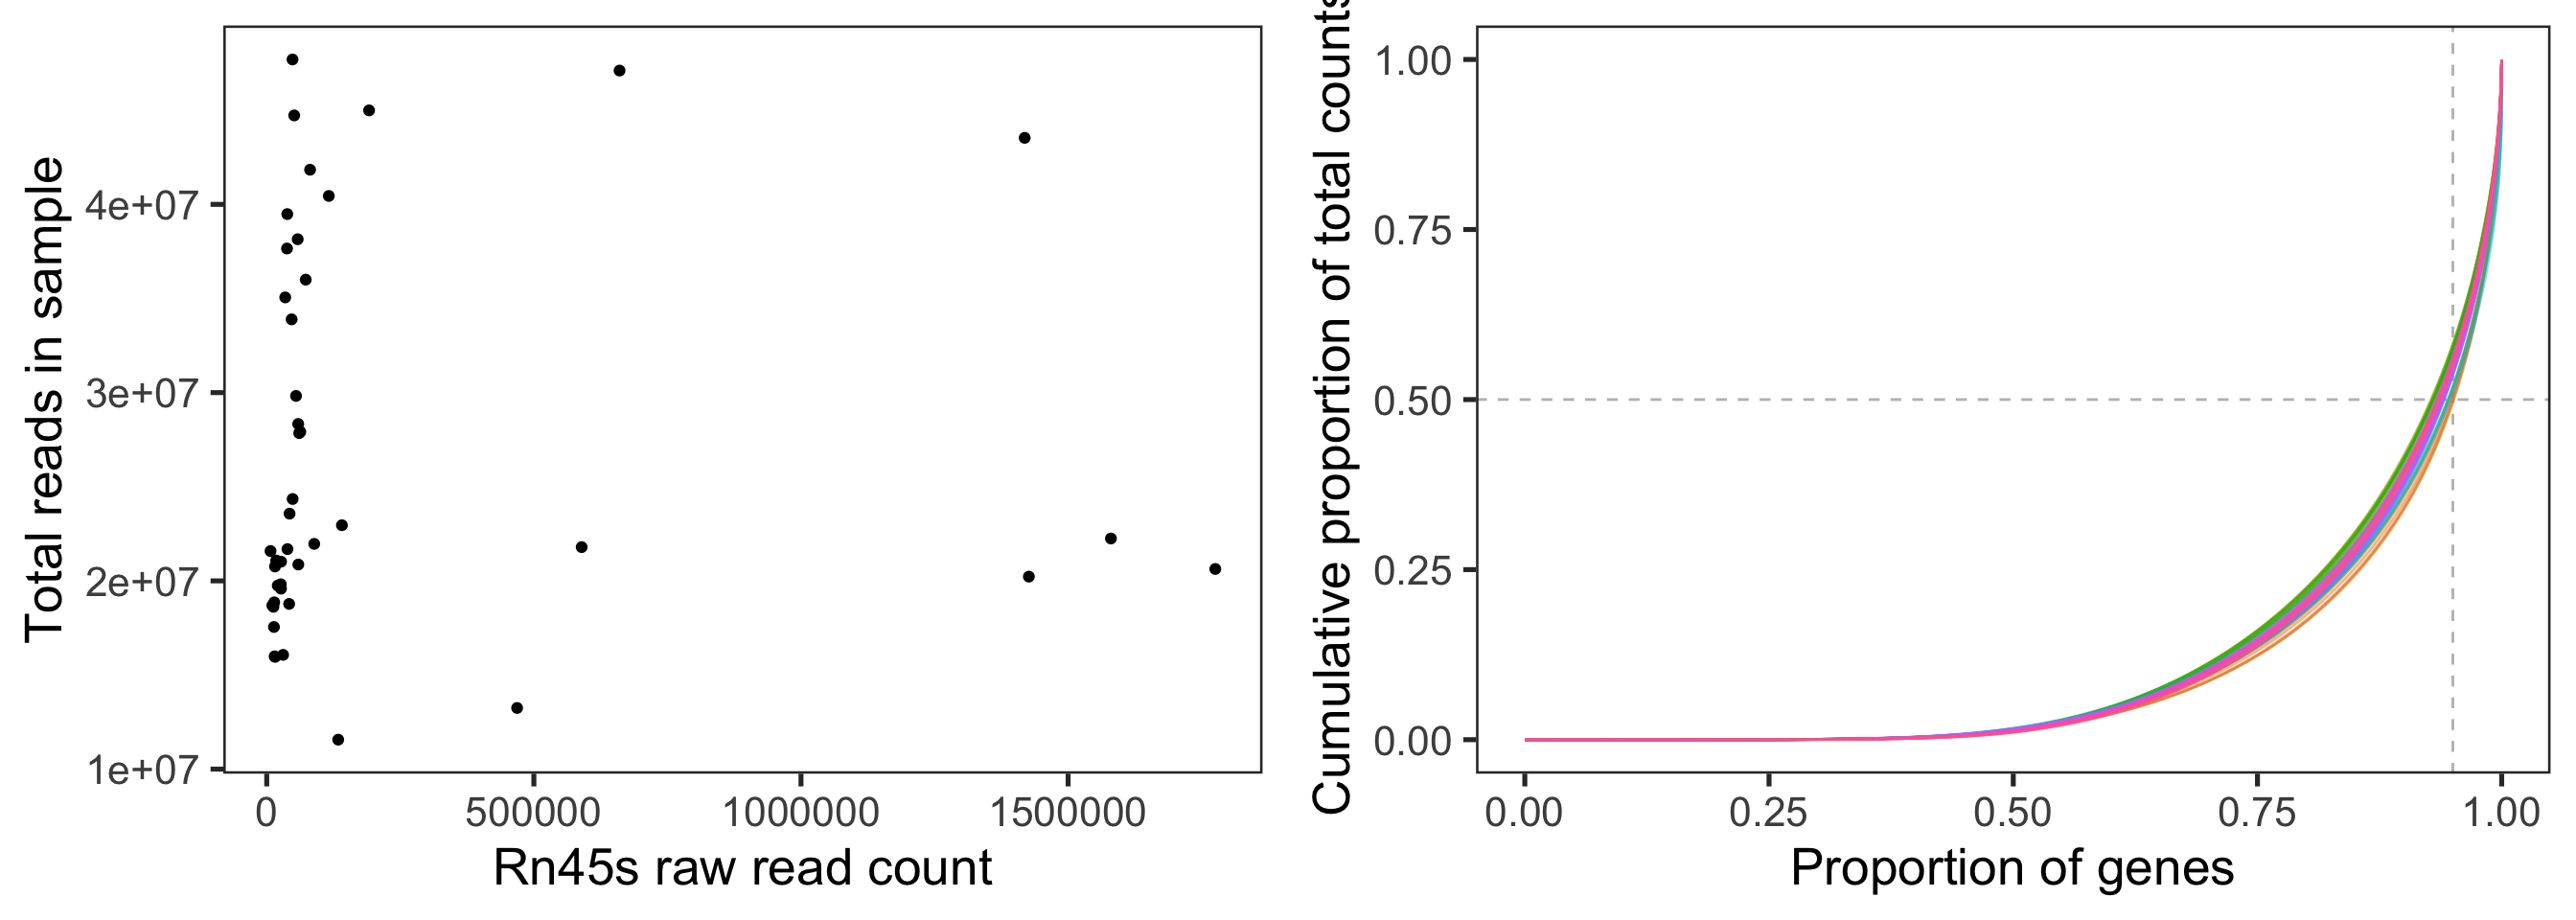 Total reads in sample
4e+07
3e+07
2e+07
1e+07
0 500000 1000000 1500000
Rn45s raw read count
Cumulative proportion of total counts
1.00
0.75
0.50
0.25
0.00
0.00 0.25 0.50 0.75 1.00
Proportion of genes